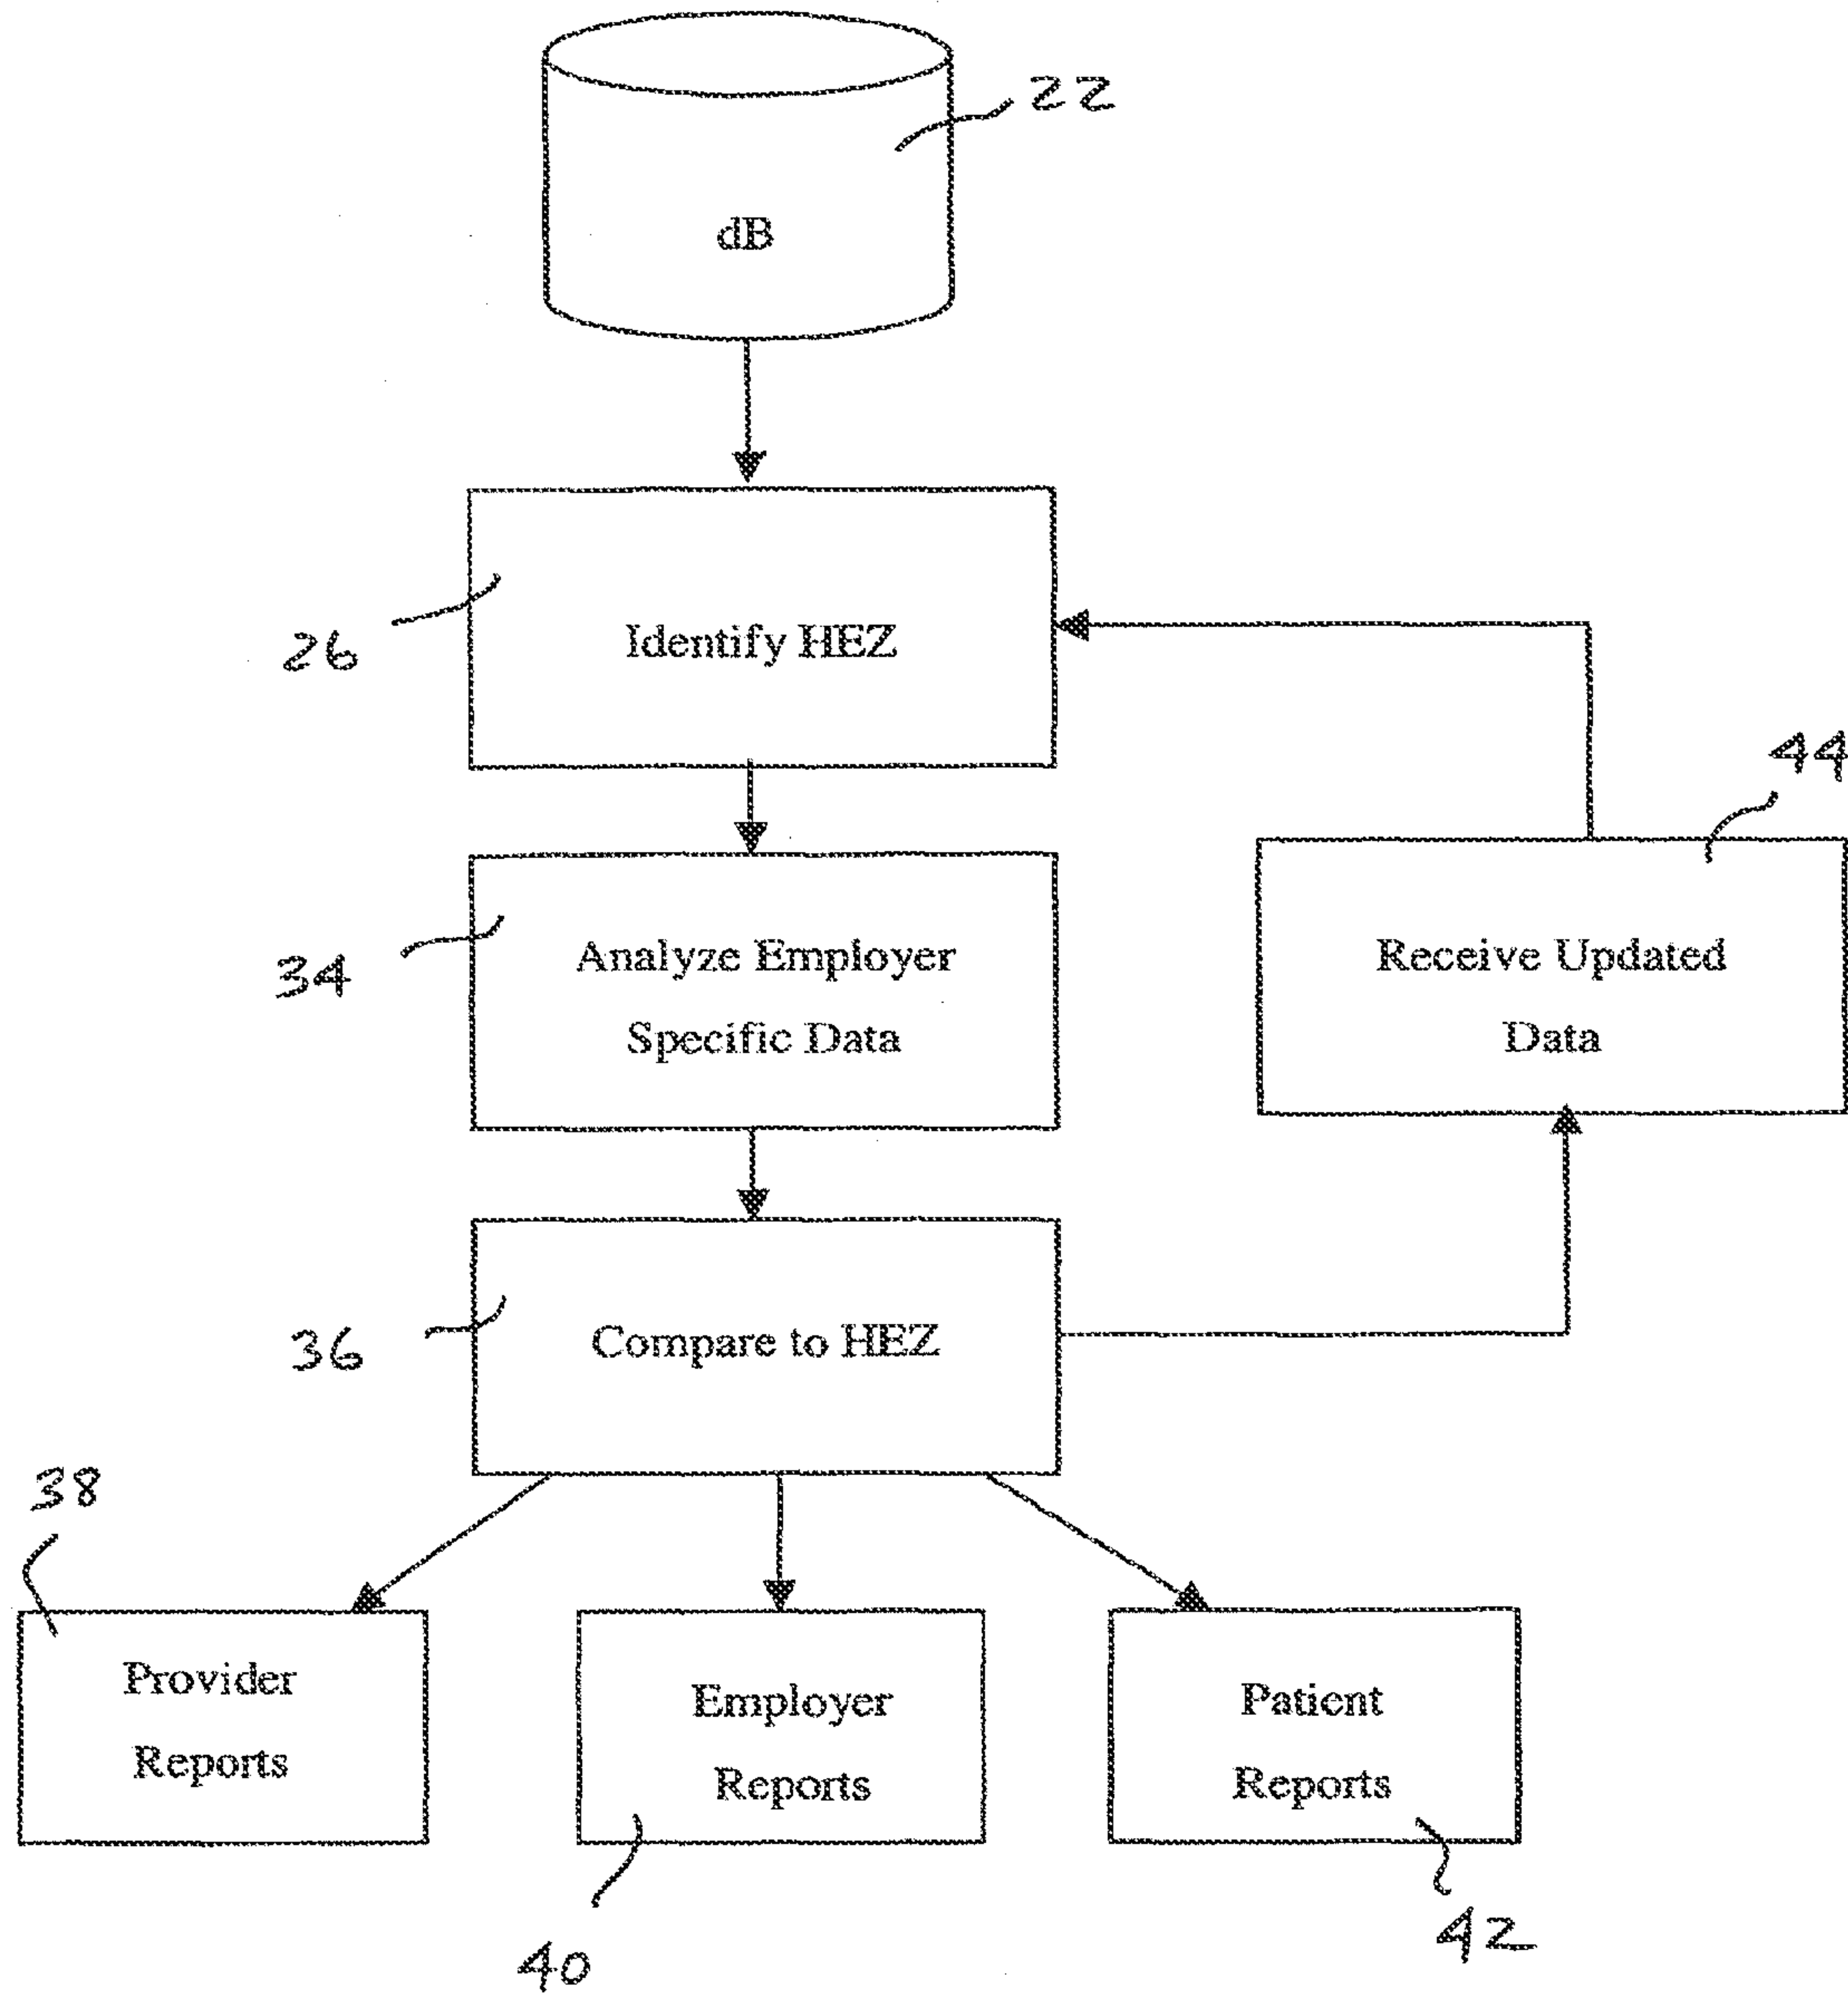 22
dB
26
Identify HEZ
44
34
Analyze Employer
Specific Data
Receive Updated
Data
36
Compare to HEZ
38
Provider
Reports
Employer
Reports
Patient
Reports
40
42